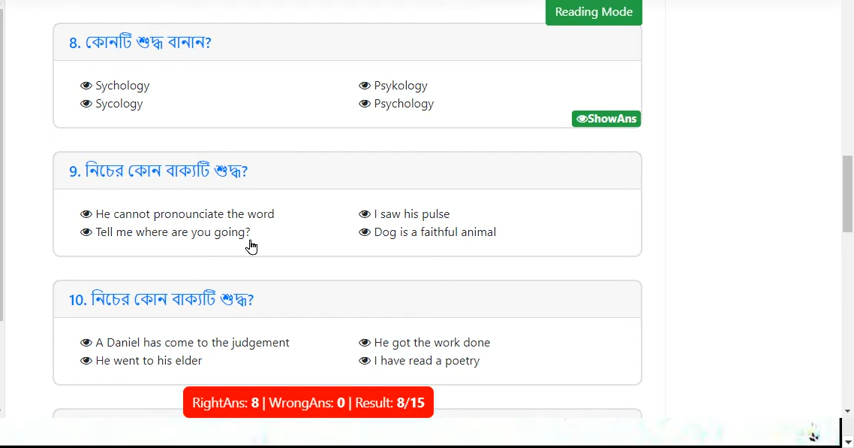 Reading Mode
8. কোনটি শুদ্ধ বানান?
Sychology
Psykology
Sycology
Psychology
ShowAns
9. নিচের কোন বাক্যটি শুদ্ধ?
He cannot pronounciate the word
I saw his pulse
Tell me where are you going?
Dog is a faithful animal
10. নিচের কোন বাক্যটি শুদ্ধ?
A Daniel has come to the judgement
He got the work done
He went to his elder
I have read a poetry
RightAns: 8 | WrongAns: 0 | Result: 8/15